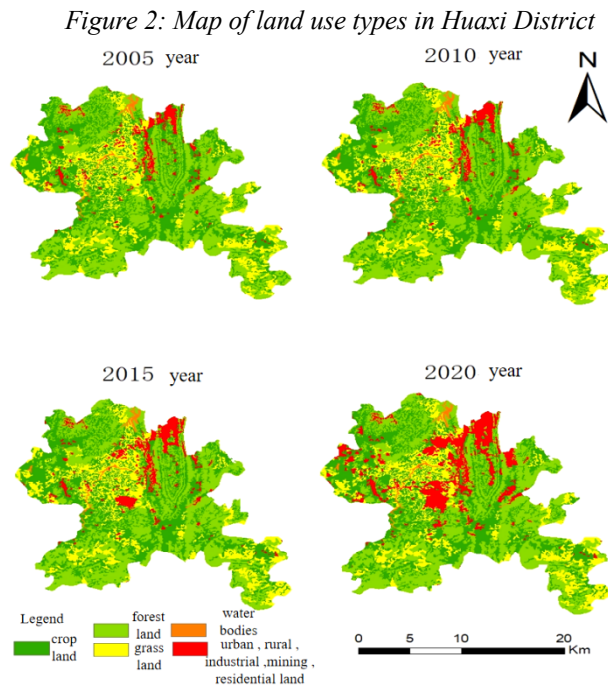 Figure 2: Map of land use types in Huaxi District
2005 year
2010 year
N
2015 year
2020 year
Legend
crop
land
forest
land
grass
land
water
bodies
urban , rural ,
industrial ,mining ,
residential land
Km
0 5 10 20